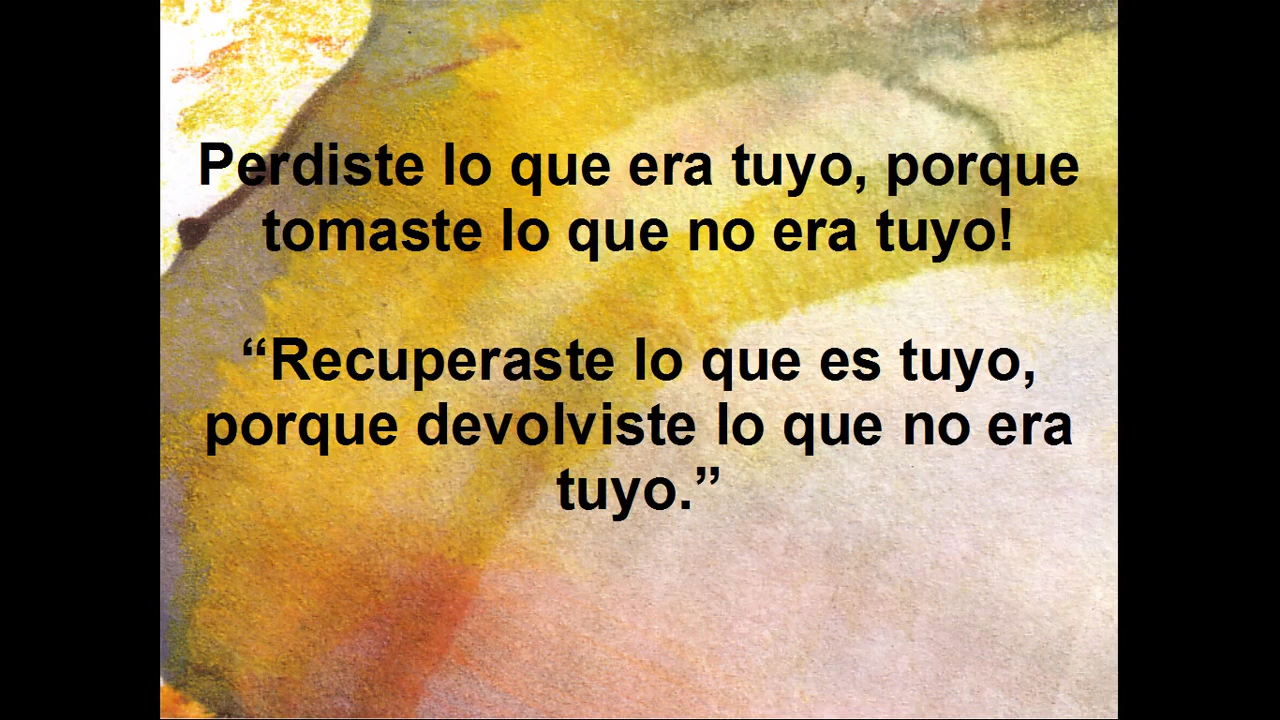 Perdiste lo que era tuyo, porque
tomaste lo que no era tuyo!
“Recuperaste lo que es tuyo,
porque devolviste lo que no era
tuyo.”